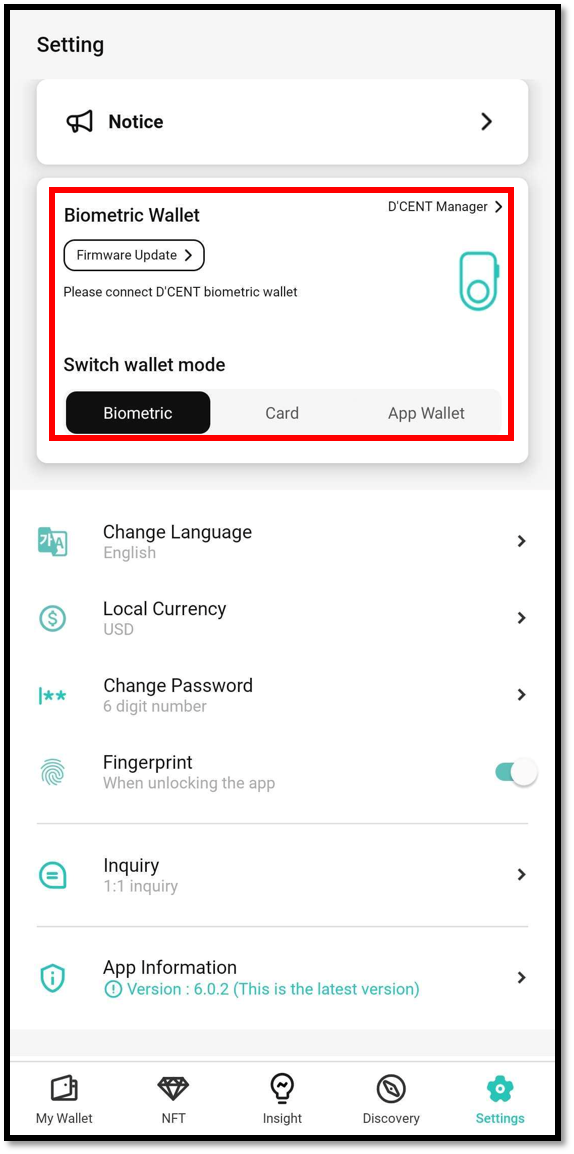 Setting
Notice
D'CENT Manager
Biometric Wallet
Firmware Update
Please connect D'CENT biometric wallet
Switch wallet mode
Biometric Card App Wallet
가A
Change Language
English
$
Local Currency
USD
|**
Change Password
6 digit number
Fingerprint
When unlocking the app
Inquiry
1:1 inquiry
App Information
Version : 6.0.2 (This is the latest version)
My Wallet NFT Insight Discovery Settings